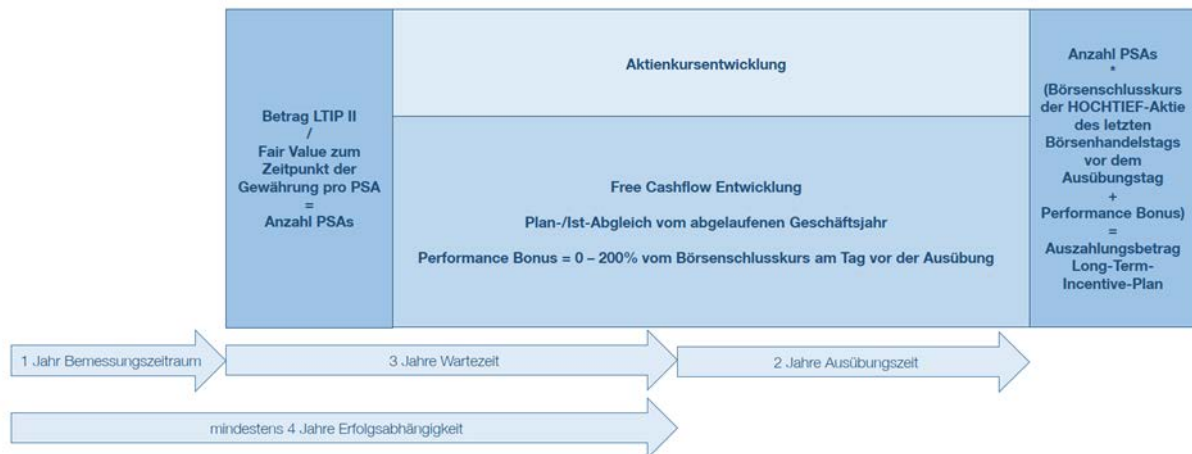 Betrag LTIP II
/
Fair Value zum
Zeitpunkt der
Gewährung pro PSA
=
Anzahl PSAs
Aktienkursentwicklung
Free Cashflow Entwicklung
Plan-/Ist-Abgleich vom abgelaufenen Geschäftsjahr
Performance Bonus = 0 – 200% vom Börsenschlusskurs am Tag vor der Ausübung
Anzahl PSAs
*
(Börsenschlusskurs
der HOCHTIEF-Aktie
des letzten
Börsenhandelstags
vor dem
Ausübungstag
+
Performance Bonus)
=
Auszahlungsbetrag
Long-Term-
Incentive-Plan
1 Jahr Bemessungszeitraum
3 Jahre Wartezeit
2 Jahre Ausübungszeit
mindestens 4 Jahre Erfolgsabhängigkeit